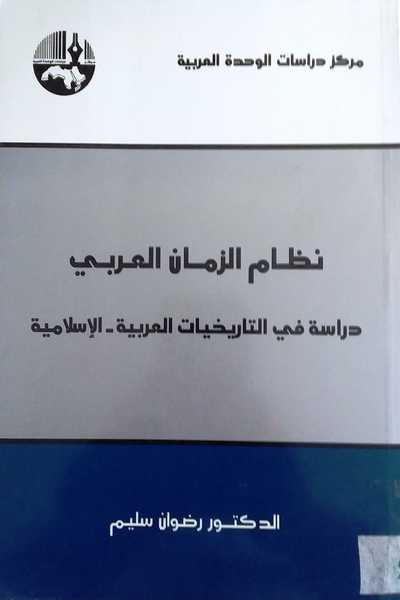 مركز دراسات الوحدة العربية
نظام الزمان العربي
دراسة في التاريخيات العربية - الإسلامية
الدكتور رضوان سليم